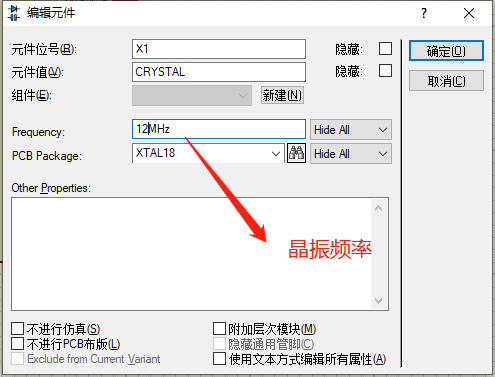 编辑元件
元件位号(R): X1 隐藏:
元件值(V): CRYSTAL 隐藏:
组件(E): 新建(N)
Frequency: 12MHz Hide All
PCB Package: XTAL18 Hide All
Other Properties:
晶振频率
不进行仿真(S) 附加层次模块(M)
不进行PCB布版(L) 隐藏通用管脚(C)
Exclude from Current Variant 使用文本方式编辑所有属性(A)
确定(O)
取消(C)